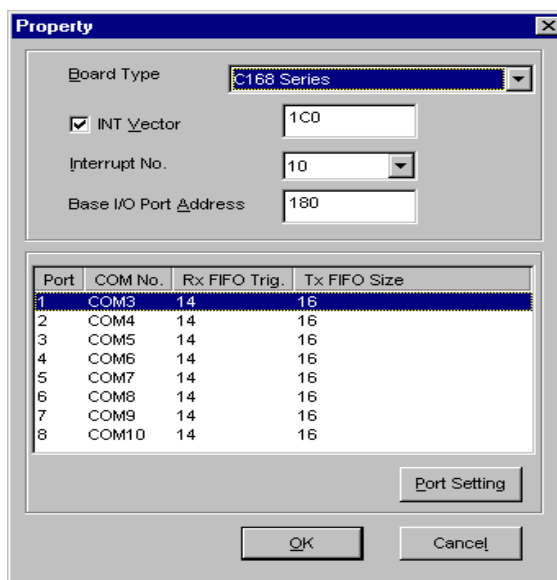 Property
Board Type C168 Series
INT Vector 1C0
Interrupt No. 10
Base I/O Port Address 180
Port COM No. Rx FIFO Trig. Tx FIFO Size
1 COM3 14 16
2 COM4 14 16
3 COM5 14 16
4 COM6 14 16
5 COM7 14 16
6 COM8 14 16
7 COM9 14 16
8 COM10 14 16
Port Setting
OK Cancel